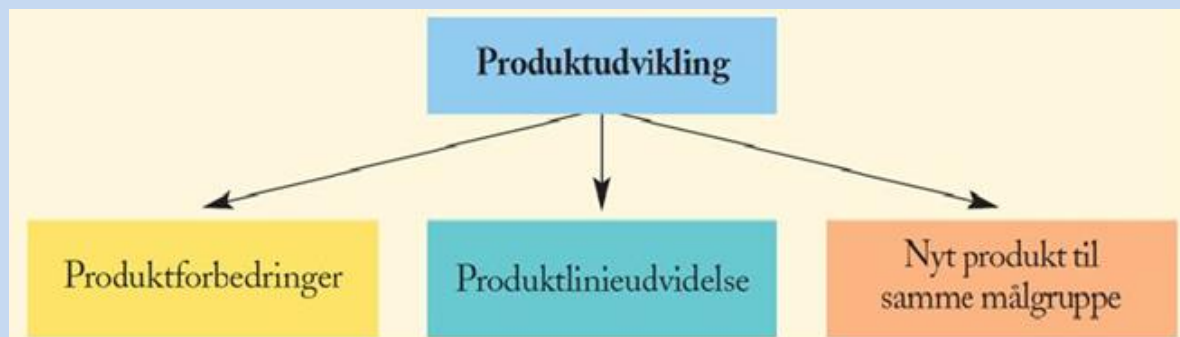 Produktudvikling
Produktforbedringer
Produktlinieudvidelse
Nyt produkt til
samme målgruppe